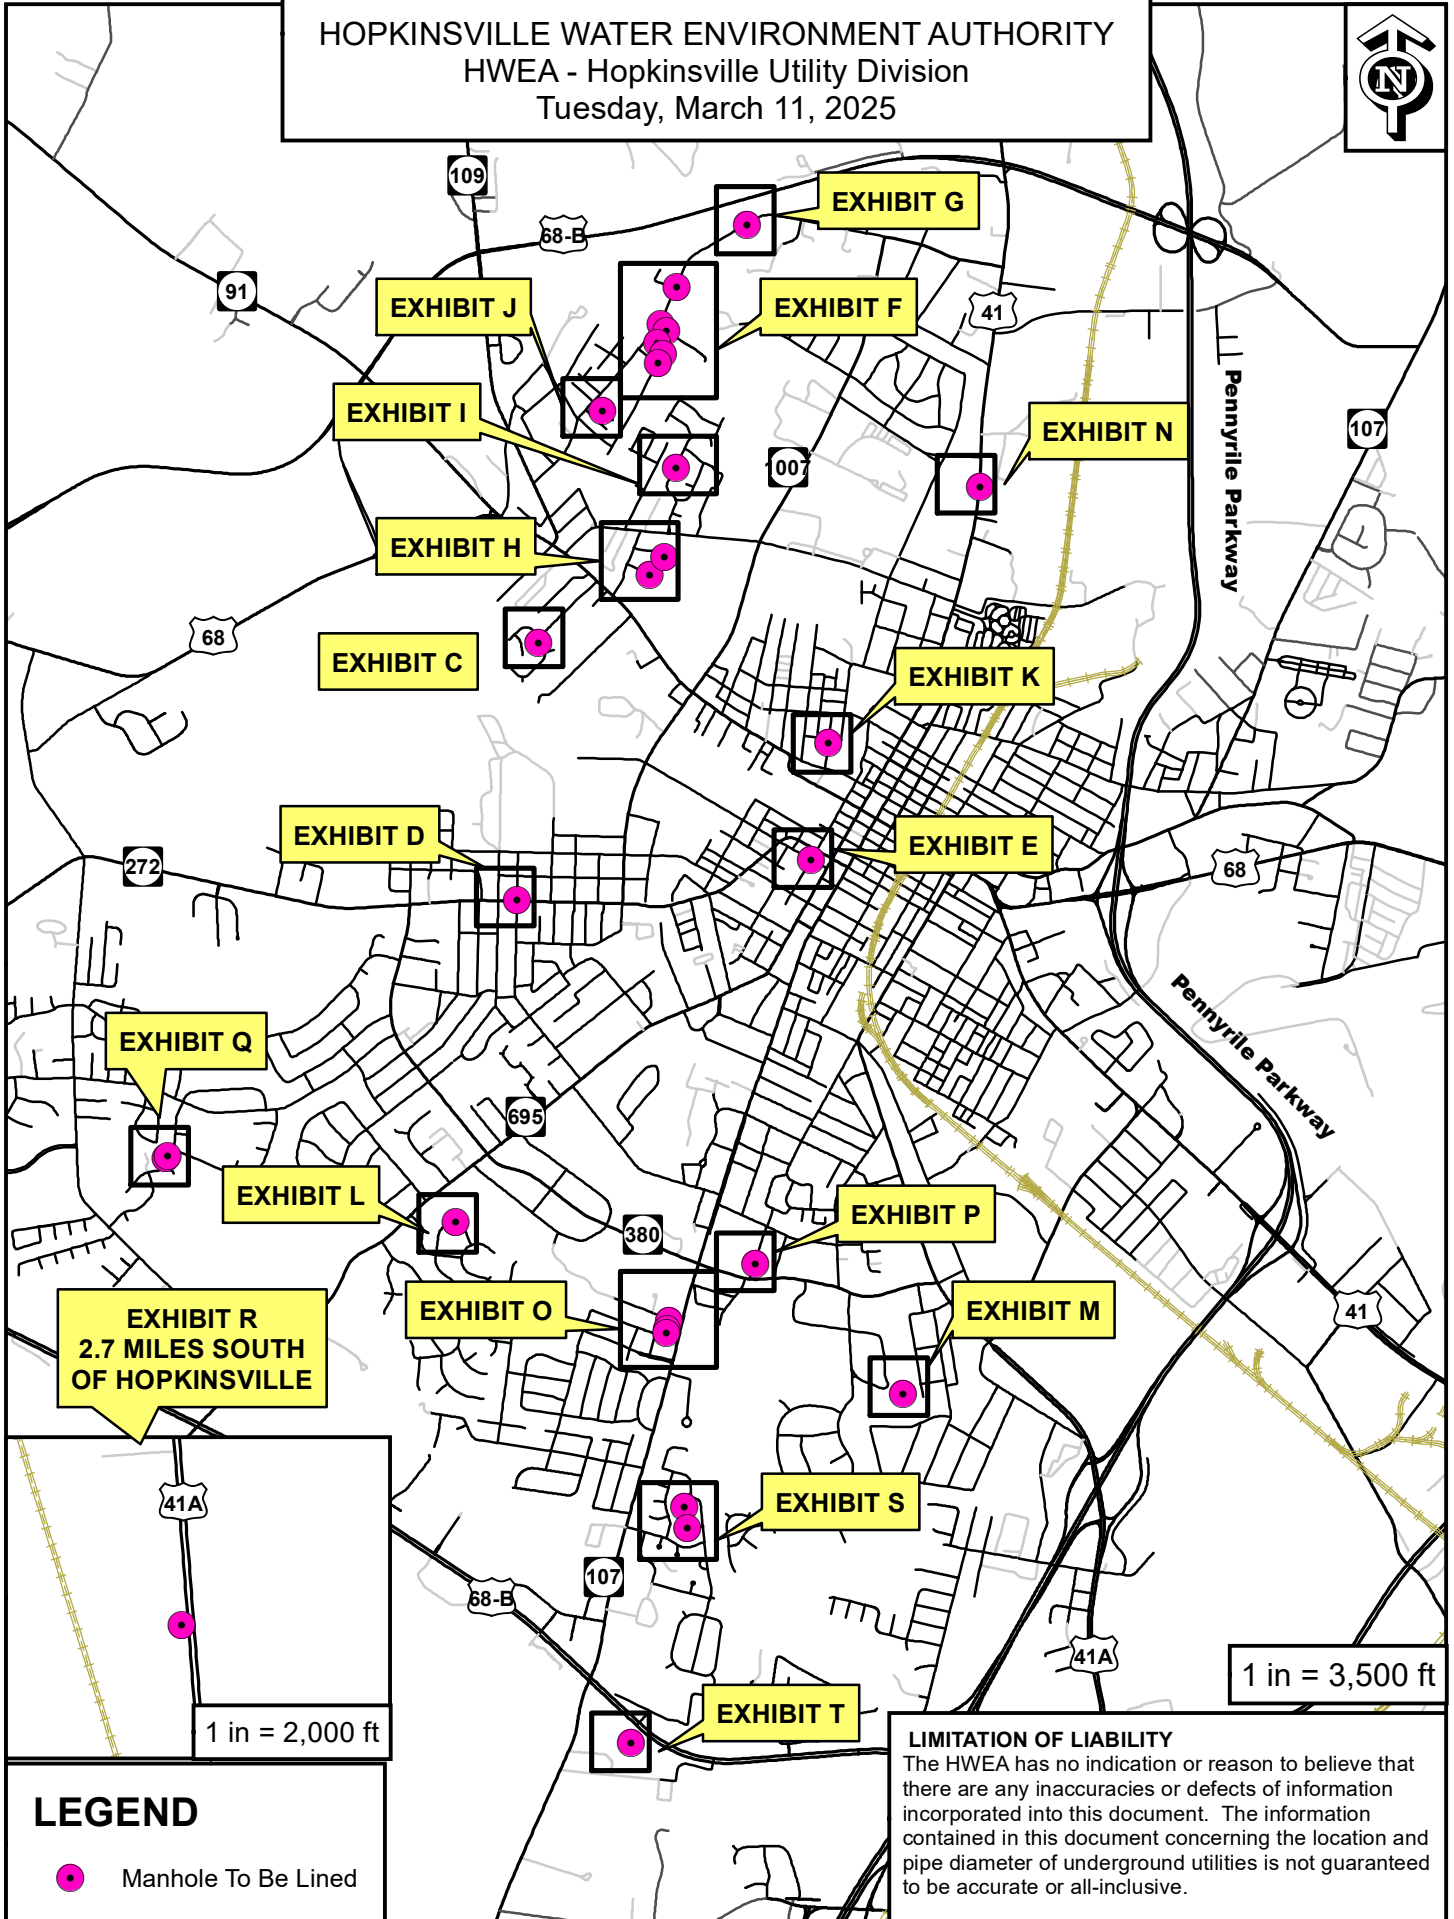 HOPKINSVILLE WATER ENVIRONMENT AUTHORITY
HWEA - Hopkinsville Utility Division
Tuesday, March 11, 2025
N
109
EXHIBIT G
68-B
91
EXHIBIT J
EXHIBIT F
41
EXHIBIT I
EXHIBIT N
107
Pennyrile Parkway
007
EXHIBIT H
68
EXHIBIT C
EXHIBIT K
EXHIBIT D
EXHIBIT E
272
68
Pennyrile Parkway
EXHIBIT Q
695
EXHIBIT L
EXHIBIT P
380
EXHIBIT O
EXHIBIT M
41
EXHIBIT R
2.7 MILES SOUTH
OF HOPKINSVILLE
41A
EXHIBIT S
107
68-B
41A
1 in = 3,500 ft
EXHIBIT T
1 in = 2,000 ft
LEGEND
Manhole To Be Lined
LIMITATION OF LIABILITY
The HWEA has no indication or reason to believe that
there are any inaccuracies or defects of information
incorporated into this document.  The information
contained in this document concerning the location and
pipe diameter of underground utilities is not guaranteed
to be accurate or all-inclusive.